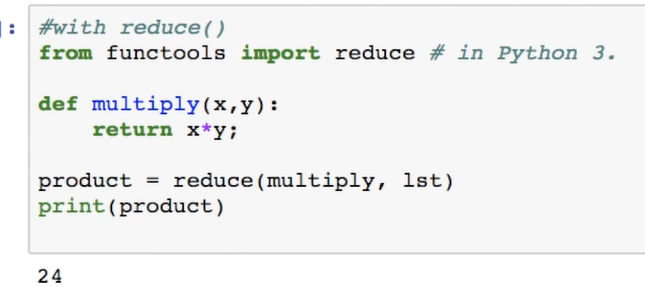 ]:
#with reduce()
from functools import reduce # in Python 3.
def multiply(x,y):
    return x*y;
product = reduce(multiply, lst)
print(product)
24